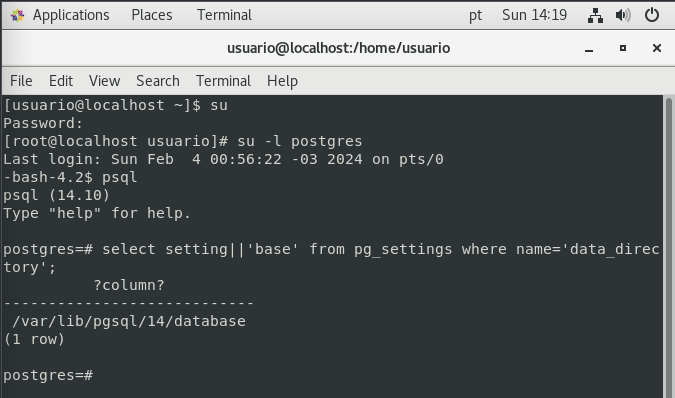 Applications Places Terminal pt Sun 14:19
usuario@localhost:/home/usuario
File Edit View Search Terminal Help
[usuario@localhost ~]$ su
Password:
[root@localhost usuario]# su -l postgres
Last login: Sun Feb  4 00:56:22 -03 2024 on pts/0
-bash-4.2$ psql
psql (14.10)
Type "help" for help.
postgres=# select setting||'base' from pg_settings where name='data_direc
tory';
          ?column?
----------------------------
 /var/lib/pgsql/14/database
(1 row)
postgres=#